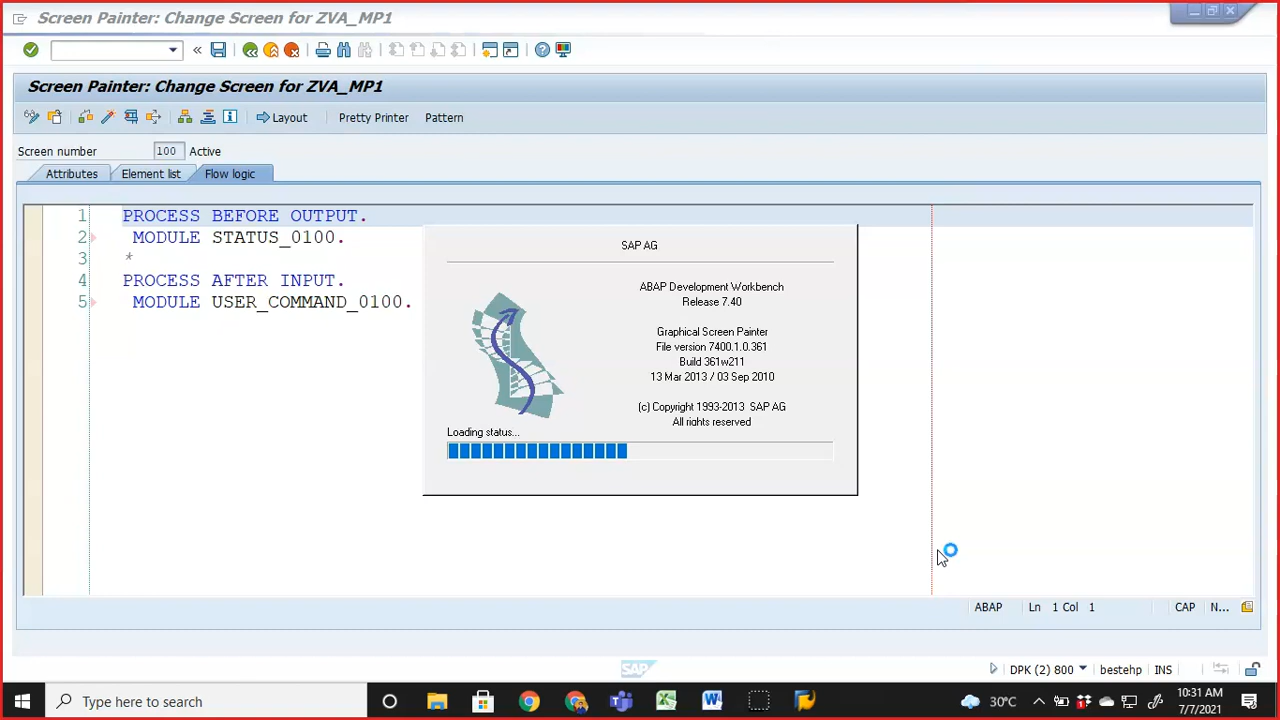 Screen Painter: Change Screen for ZVA_MP1
Screen Painter: Change Screen for ZVA_MP1
Layout Pretty Printer Pattern
Screen number 100 Active
Attributes Element list Flow logic
1 PROCESS BEFORE OUTPUT.
2 MODULE STATUS_0100.
3 *
4 PROCESS AFTER INPUT.
5 MODULE USER_COMMAND_0100.
SAP AG
ABAP Development Workbench
Release 7.40
Graphical Screen Painter
File version 7400.1.0.361
Build 361w211
13 Mar 2013 / 03 Sep 2010
(c) Copyright 1993-2013 SAP AG
All rights reserved
Loading status...
ABAP Ln 1 Col 1 CAP N...
SAP
DPK (2) 800 bestehp INS
Type here to search
30°C
10:31 AM
7/7/2021